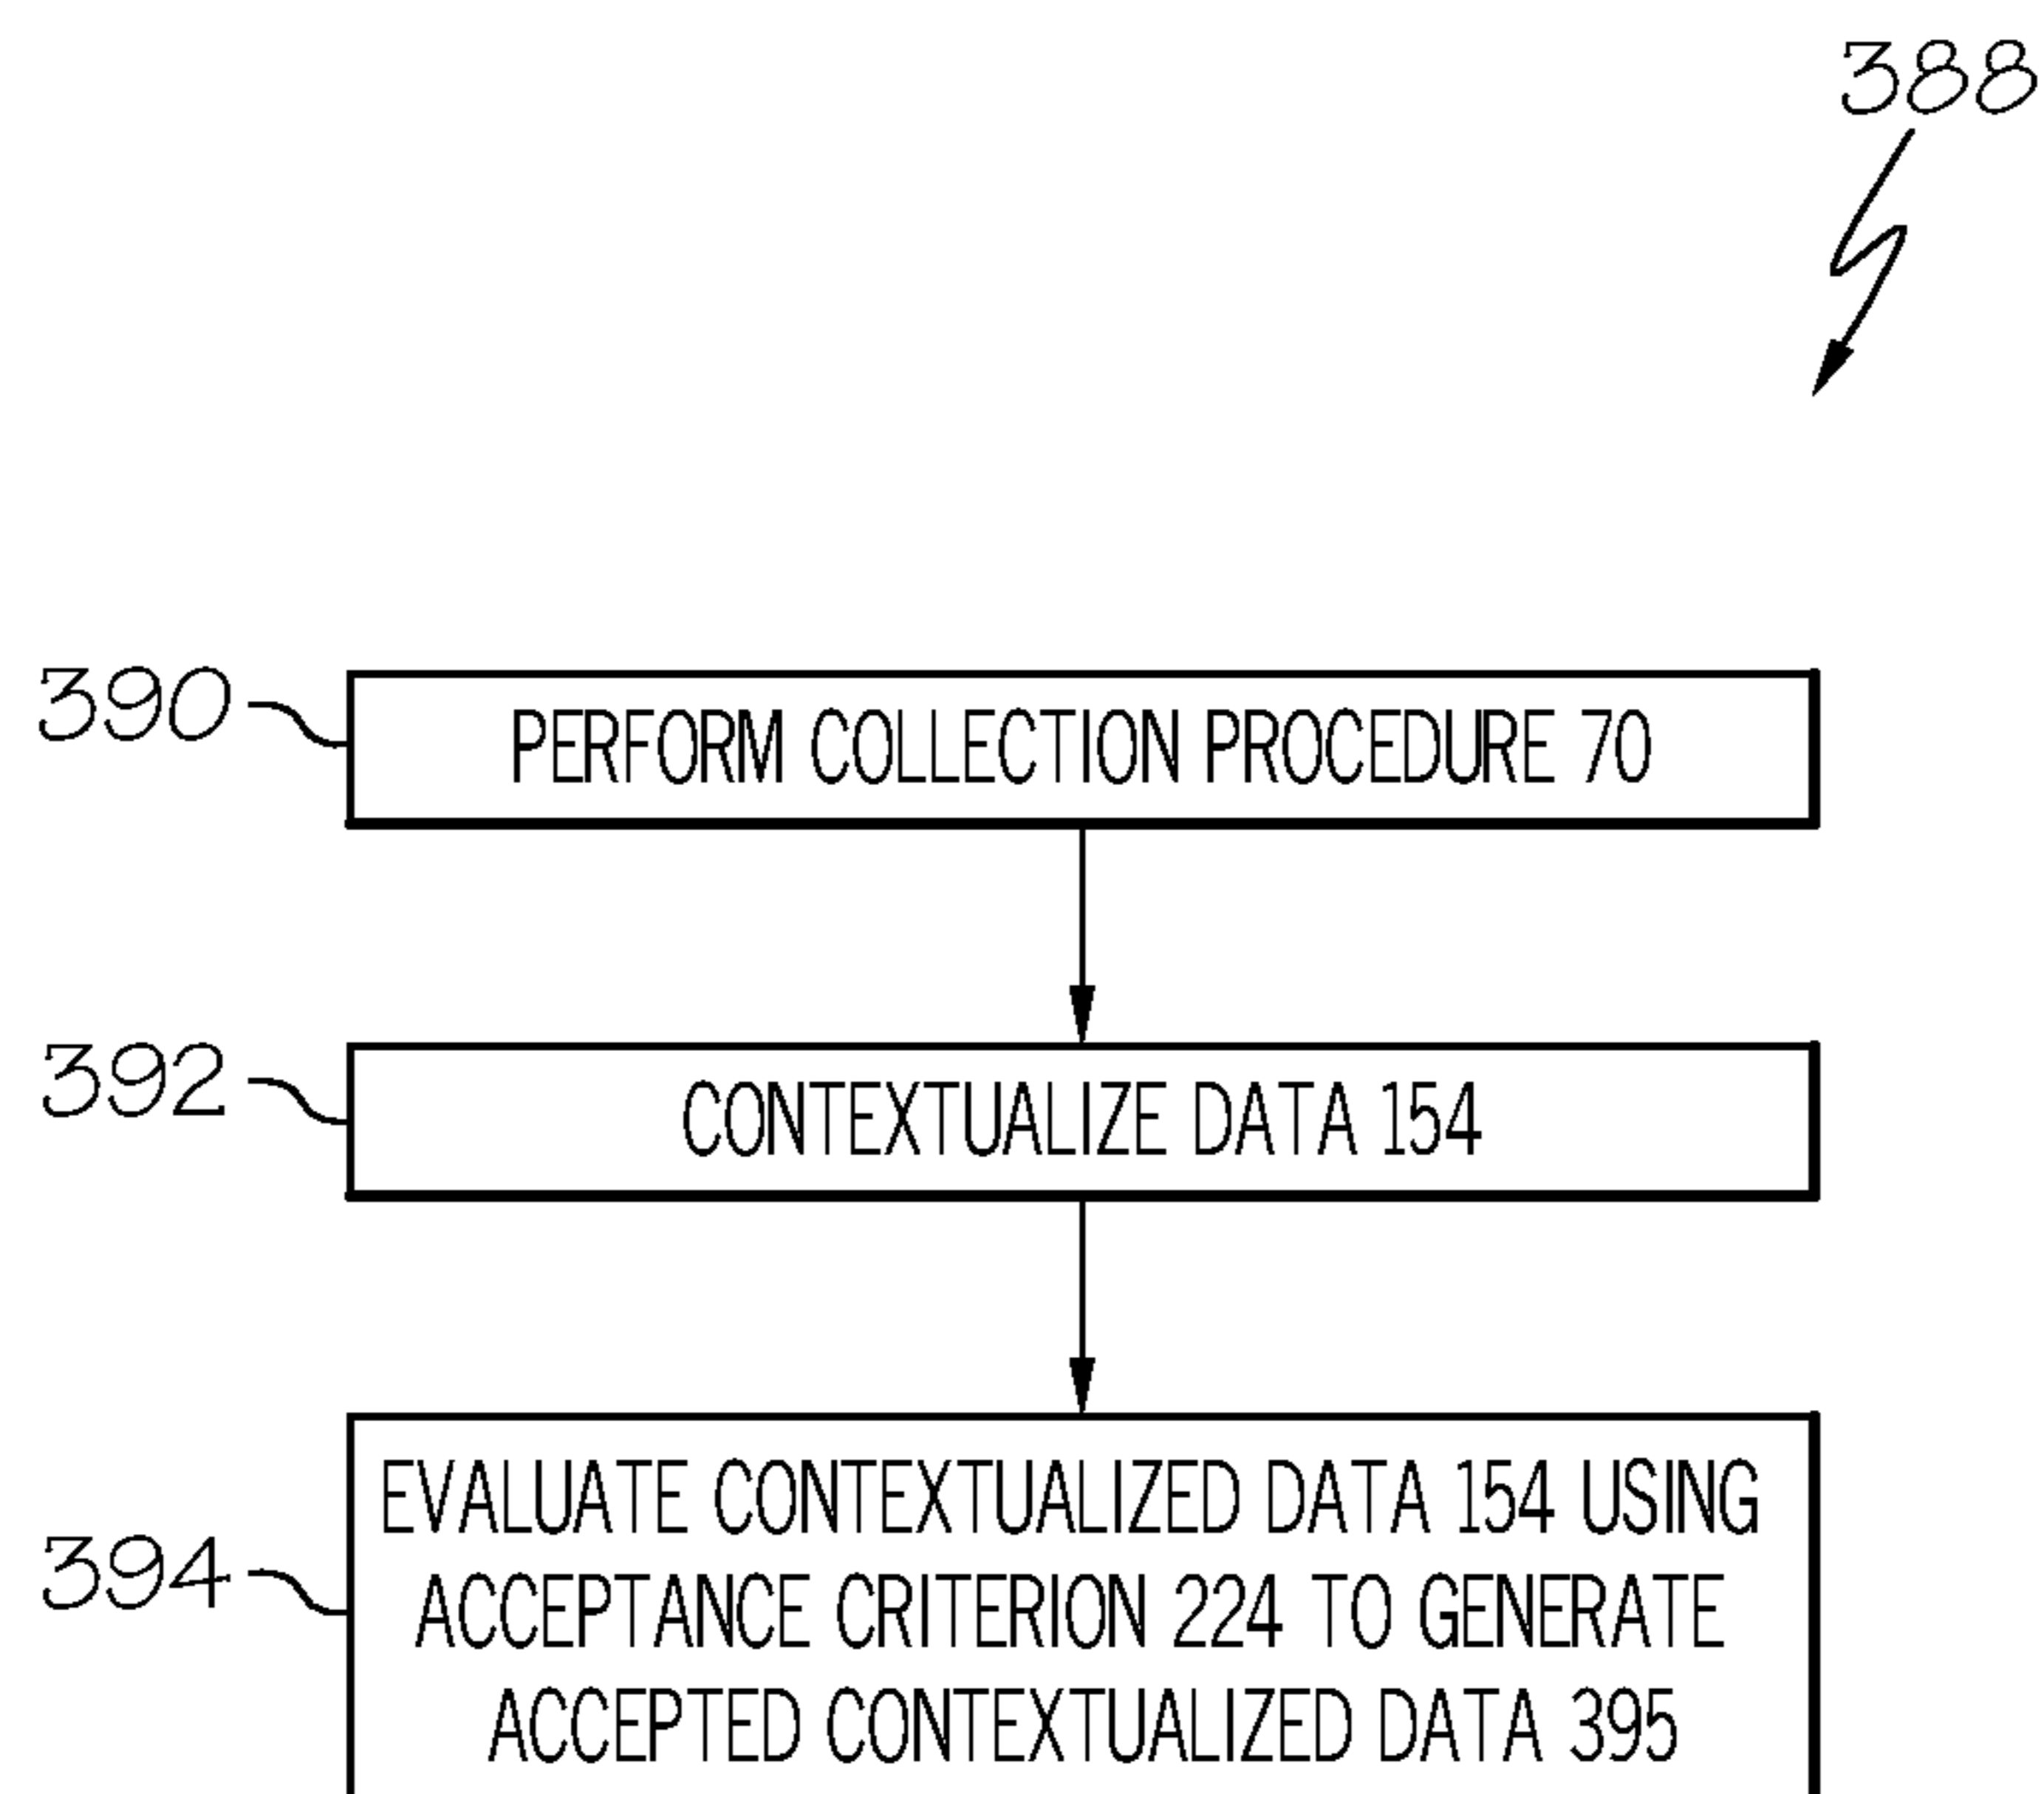 388
390
PERFORM COLLECTION PROCEDURE 70
392
CONTEXTUALIZE DATA 154
394
EVALUATE CONTEXTUALIZED DATA 154 USING
ACCEPTANCE CRITERION 224 TO GENERATE
ACCEPTED CONTEXTUALIZED DATA 395